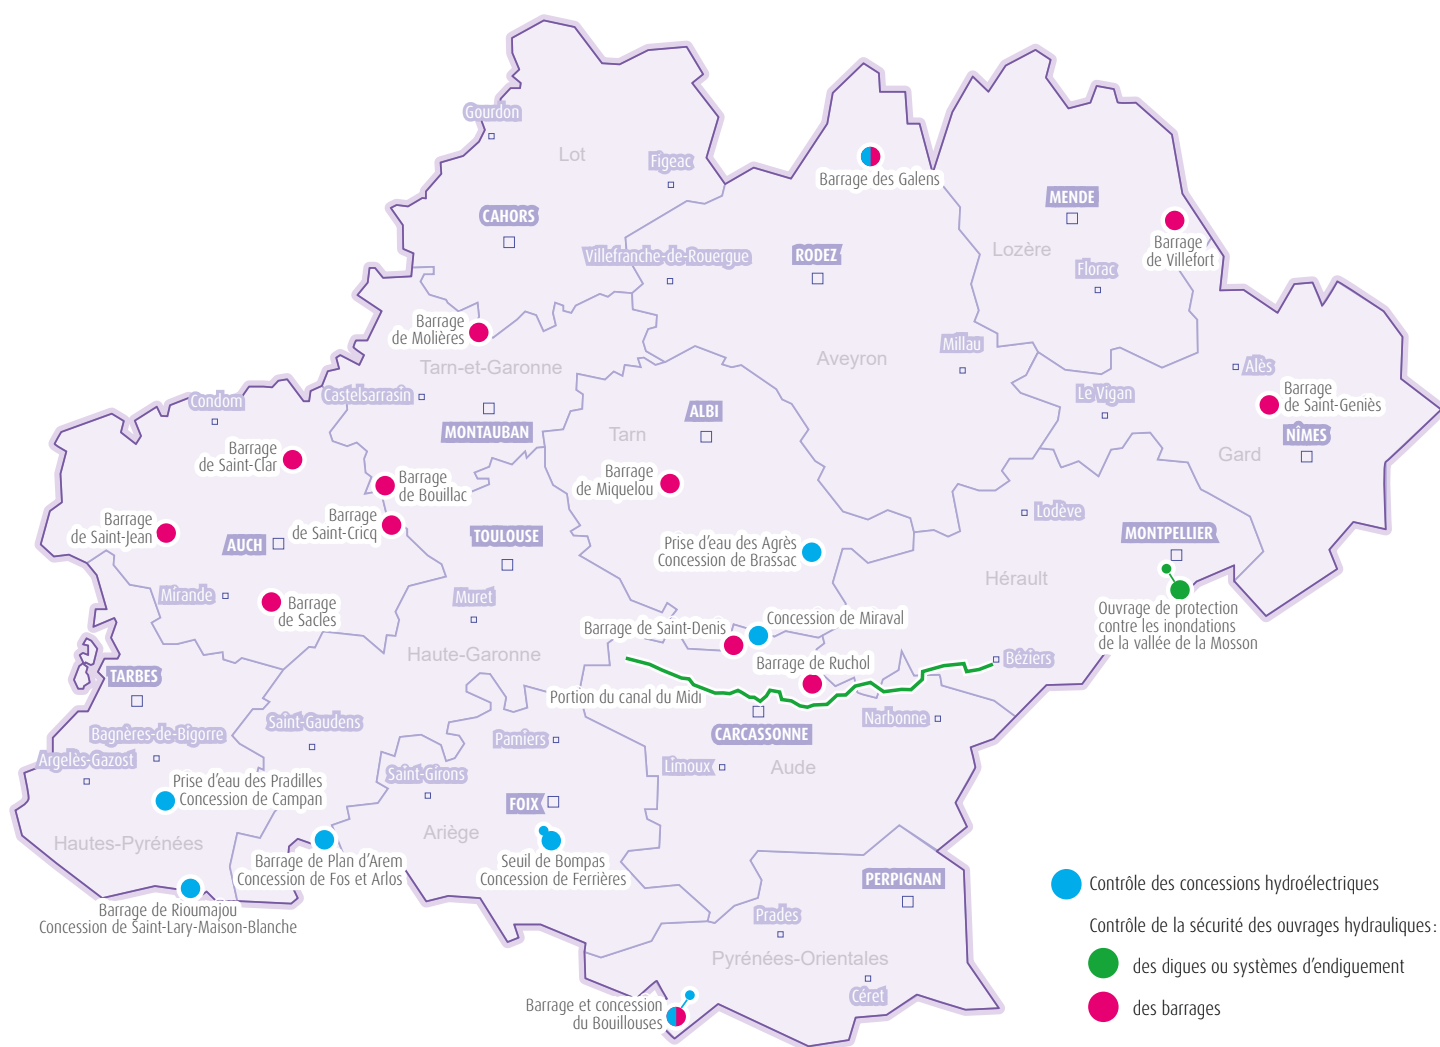 Gourdon
Lot
Figeac
Barrage des Galens
CAHORS
MENDE
Villefranche-de-Rouergue
RODEZ
Lozère
Barrage
de Villefort
Florac
Barrage
de Molières
Tarn-et-Garonne
Aveyron
Millau
Alès
Condom
Castelsarrasin
Le Vigan
Barrage
de Saint-Geniès
MONTAUBAN
ALBI
Tarn
NÎMES
Gard
Barrage
de Saint-Clar
Barrage
de Bouillac
Barrage
de Miquelou
Barrage
de Saint-Jean
Barrage
de Saint-Cricq
AUCH
TOULOUSE
Lodève
MONTPELLIER
Prise d'eau des Agrès
Concession de Brassac
Hérault
Mirande
Barrage
de Sacles
Muret
Ouvrage de protection
contre les inondations
de la vallée de la Mosson
Barrage de Saint-Denis
Concession de Miraval
Haute-Garonne
Barrage de Ruchol
Béziers
TARBES
Portion du canal du Midi
Saint-Gaudens
Narbonne
Bagnères-de-Bigorre
Pamiers
CARCASSONNE
Argelès-Gazost
Limoux
Aude
Saint-Girons
Prise d'eau des Pradilles
Concession de Campan
FOIX
Hautes-Pyrénées
Ariège
Barrage de Plan d'Arem
Concession de Fos et Arlos
Seuil de Bompas
Concession de Ferrières
PERPIGNAN
Barrage de Rioumajou
Concession de Saint-Lary-Maison-Blanche
Prades
Pyrénées-Orientales
Céret
Barrage et concession
du Bouillouses
Contrôle des concessions hydroélectriques
Contrôle de la sécurité des ouvrages hydrauliques :
des digues ou systèmes d'endiguement
des barrages